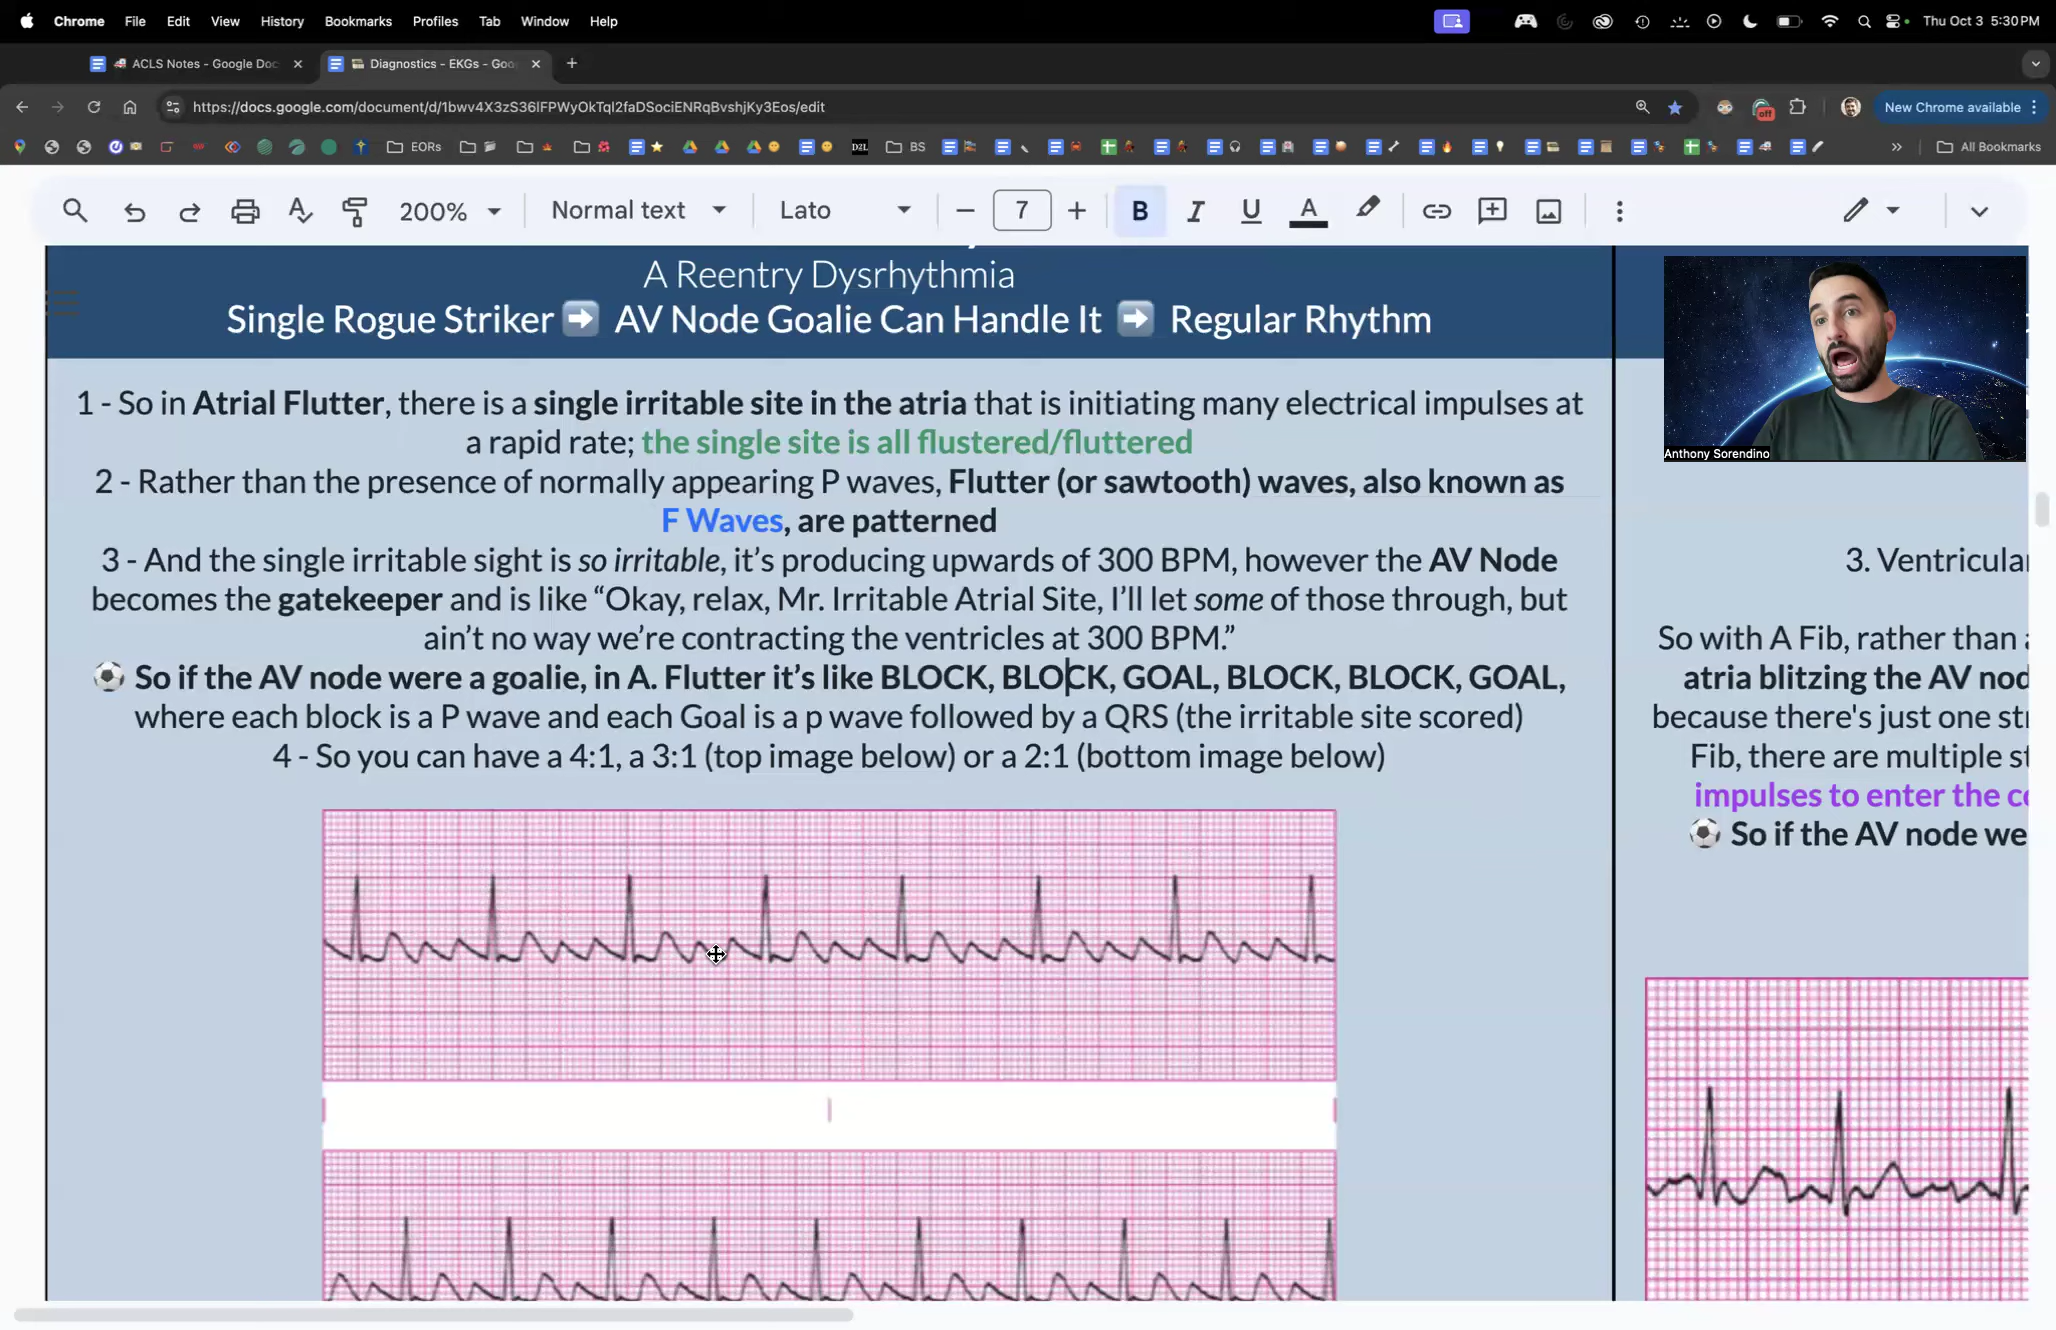 Chrome File Edit View History Bookmarks Profiles Tab Window Help
Thu Oct 3 5:30 PM
ACLS Notes - Google Doc
Diagnostics - EKGs - Goo
New Chrome available
EORs
D2L
BS
All Bookmarks
200%
Normal text
Lato
7
B I U A
A Reentry Dysrhythmia
Single Rogue Striker ➡ AV Node Goalie Can Handle It ➡ Regular Rhythm
Anthony Sorendino
1 - So in Atrial Flutter, there is a single irritable site in the atria that is initiating many electrical impulses at
a rapid rate; the single site is all flustered/fluttered
2 - Rather than the presence of normally appearing P waves, Flutter (or sawtooth) waves, also known as
F Waves, are patterned
3 - And the single irritable sight is so irritable, it’s producing upwards of 300 BPM, however the AV Node
becomes the gatekeeper and is like “Okay, relax, Mr. Irritable Atrial Site, I’ll let some of those through, but
ain’t no way we’re contracting the ventricles at 300 BPM.”
⚽ So if the AV node were a goalie, in A. Flutter it’s like BLOCK, BLOCK, GOAL, BLOCK, BLOCK, GOAL,
where each block is a P wave and each Goal is a p wave followed by a QRS (the irritable site scored)
4 - So you can have a 4:1, a 3:1 (top image below) or a 2:1 (bottom image below)
3. Ventricular
So with A Fib, rather than
atria blitzing the AV nod
because there's just one st
Fib, there are multiple st
impulses to enter the c
⚽ So if the AV node we